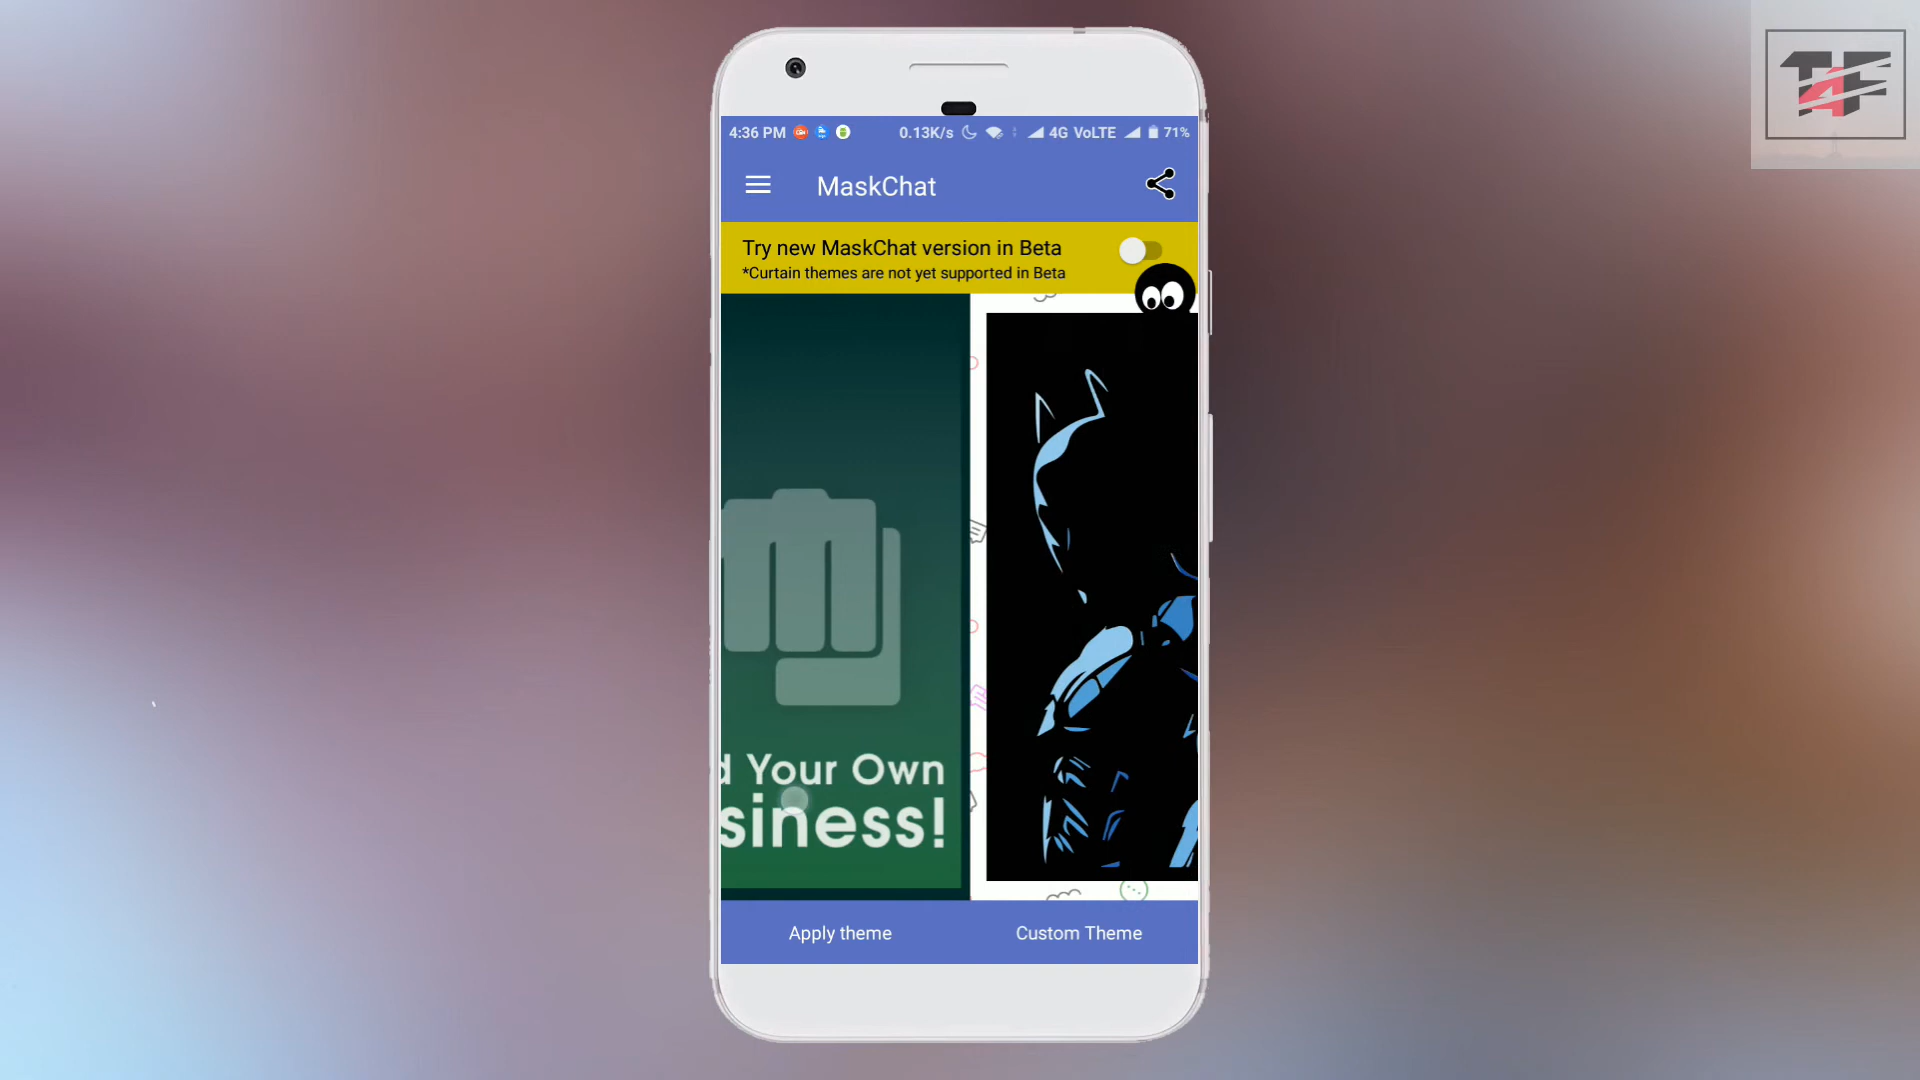 T4F
4:36 PM 0.13K/s 4G VoLTE 71%
MaskChat
Try new MaskChat version in Beta
*Curtain themes are not yet supported in Beta
d Your Own
siness!
Apply theme
Custom Theme